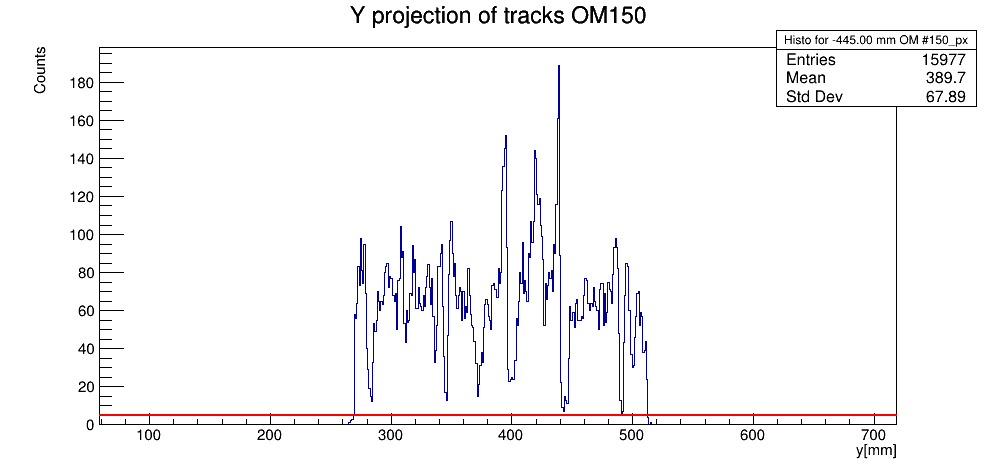 Y projection of tracks OM150
Counts
Histo for -445.00 mm OM #150_px
Entries 15977
Mean 389.7
Std Dev 67.89
180
160
140
120
100
80
60
40
20
0
100 200 300 400 500 600 700
y[mm]